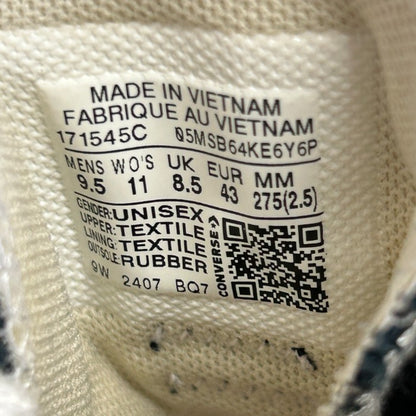 MADE IN VIETNAM
FABRIQUE AU VIETNAM
171545C 05MSB64KE6Y6P
MENS WO'S UK EUR MM
9.5 11 8.5 43 275(2.5)
GENDER:UNISEX
UPPER:TEXTILE
LINING:TEXTILE
OUTSOLE:RUBBER
9W 2407 BQ7
CONVERSE